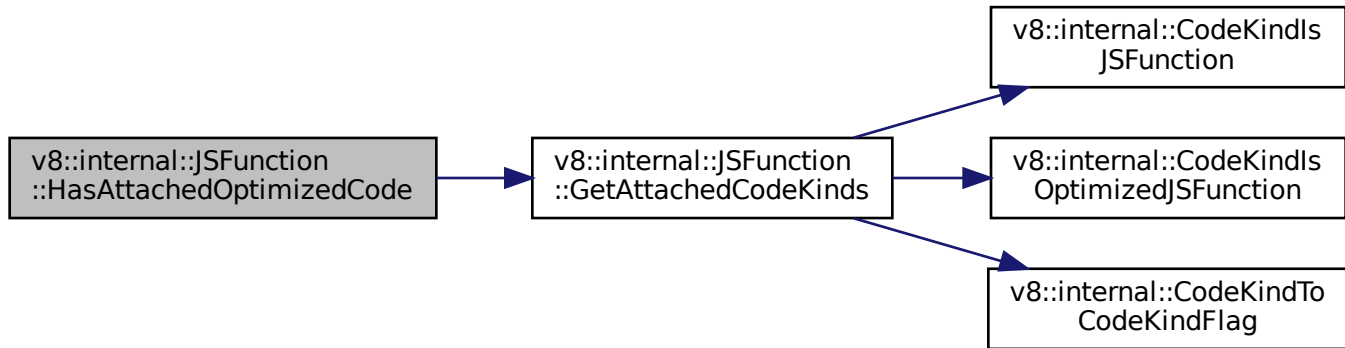 v8::internal::JSFunction
::HasAttachedOptimizedCode
v8::internal::JSFunction
::GetAttachedCodeKinds
v8::internal::CodeKindIs
JSFunction
v8::internal::CodeKindIs
OptimizedJSFunction
v8::internal::CodeKindTo
CodeKindFlag